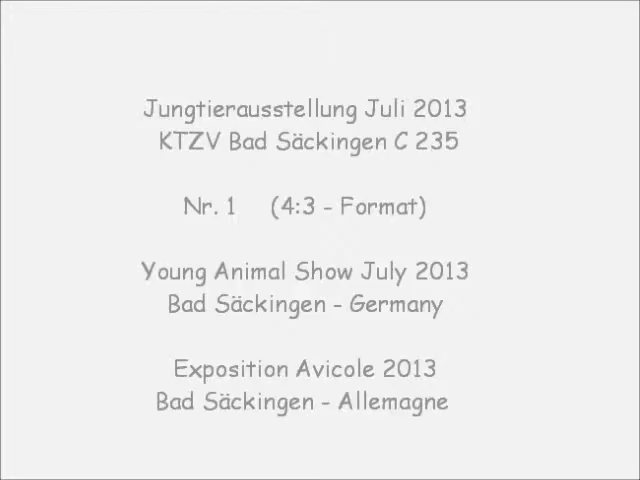 Jungtierausstellung Juli 2013
KTZV Bad Säckingen C 235
Nr. 1 (4:3 - Format)
Young Animal Show July 2013
Bad Säckingen - Germany
Exposition Avicole 2013
Bad Säckingen - Allemagne